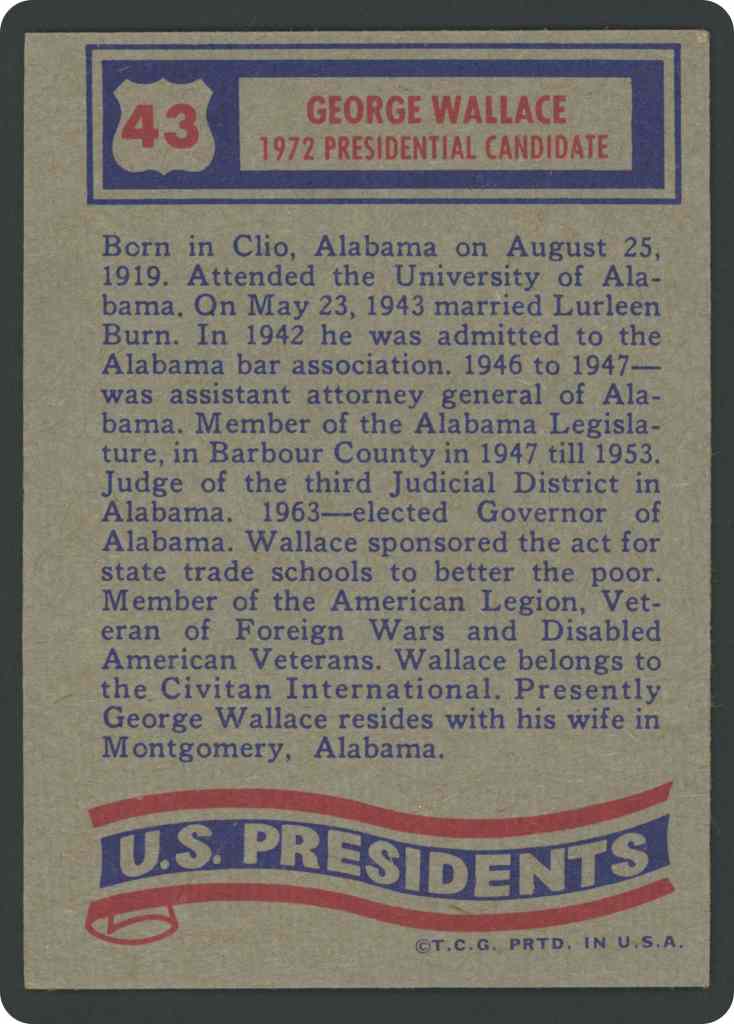 43
GEORGE WALLACE
1972 PRESIDENTIAL CANDIDATE
Born in Clio, Alabama on August 25,
1919. Attended the University of Ala-
bama. On May 23, 1943 married Lurleen
Burn. In 1942 he was admitted to the
Alabama bar association. 1946 to 1947—
was assistant attorney general of Ala-
bama. Member of the Alabama Legisla-
ture, in Barbour County in 1947 till 1953.
Judge of the third Judicial District in
Alabama. 1963—elected Governor of
Alabama. Wallace sponsored the act for
state trade schools to better the poor.
Member of the American Legion, Vet-
eran of Foreign Wars and Disabled
American Veterans. Wallace belongs to
the Civitan International. Presently
George Wallace resides with his wife in
Montgomery, Alabama.
U.S. PRESIDENTS
©T.C.G. PRTD. IN U.S.A.